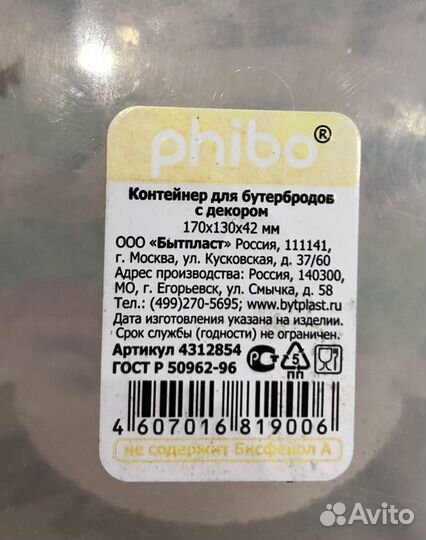 phibo®
Контейнер для бутербродов
с декором
170х130х42 мм
ООО «Бытпласт» Россия, 111141,
г. Москва, ул. Кусковская, д. 37/60
Адрес производства: Россия, 140300,
МО, г. Егорьевск, ул. Смычка, д. 58
Тел.: (499)270-5695; www.bytplast.ru
Дата изготовления указана на изделии.
Срок службы (годности) не ограничен.
Артикул 4312854
ГОСТ Р 50962-96
5
ПП
4 607016 819006
не содержит Бисфенол А
Avito